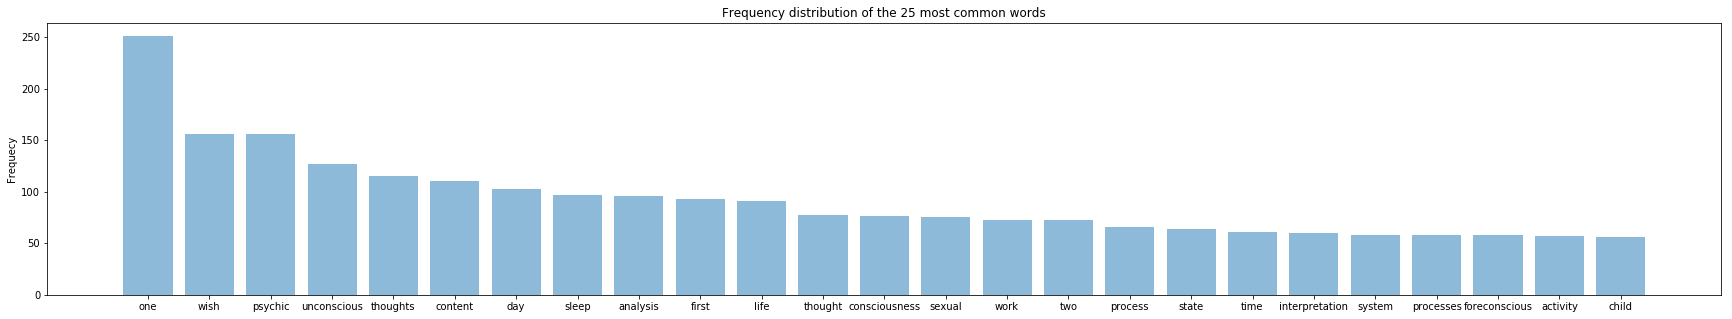 Frequency distribution of the 25 most common words
Frequecy
250
200
150
100
50
0
one wish psychic unconscious thoughts content day sleep analysis first life thought consciousness sexual work two process state time interpretation system processes foreconscious activity child